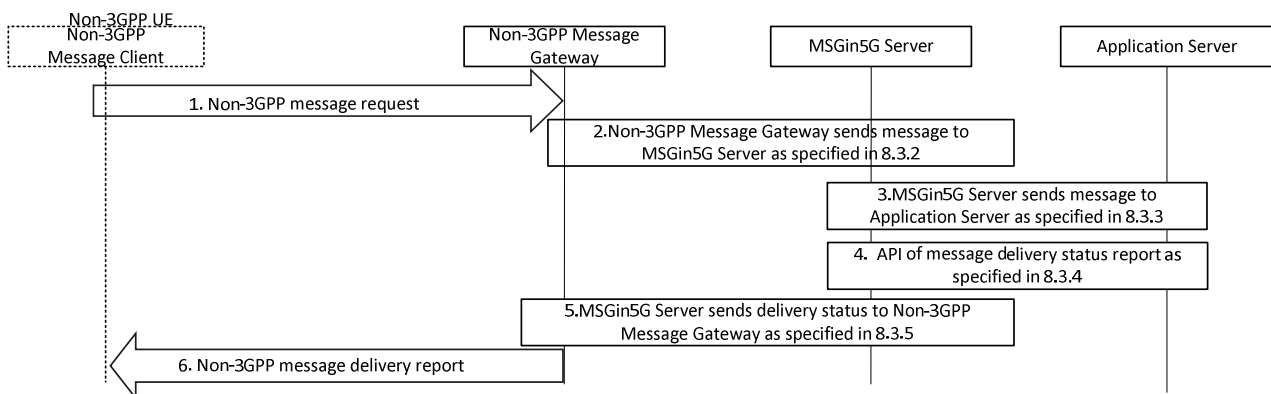 Non-3GPP UE
Non-3GPP
Message Client
Non-3GPP Message
Gateway
MSGin5G Server
Application Server
1. Non-3GPP message request
2.Non-3GPP Message Gateway sends message to
MSGin5G Server as specified in 8.3.2
3.MSGin5G Server sends message to
Application Server as specified in 8.3.3
4. API of message delivery status report as
specified in 8.3.4
5.MSGin5G Server sends delivery status to Non-3GPP
Message Gateway as specified in 8.3.5
6. Non-3GPP message delivery report